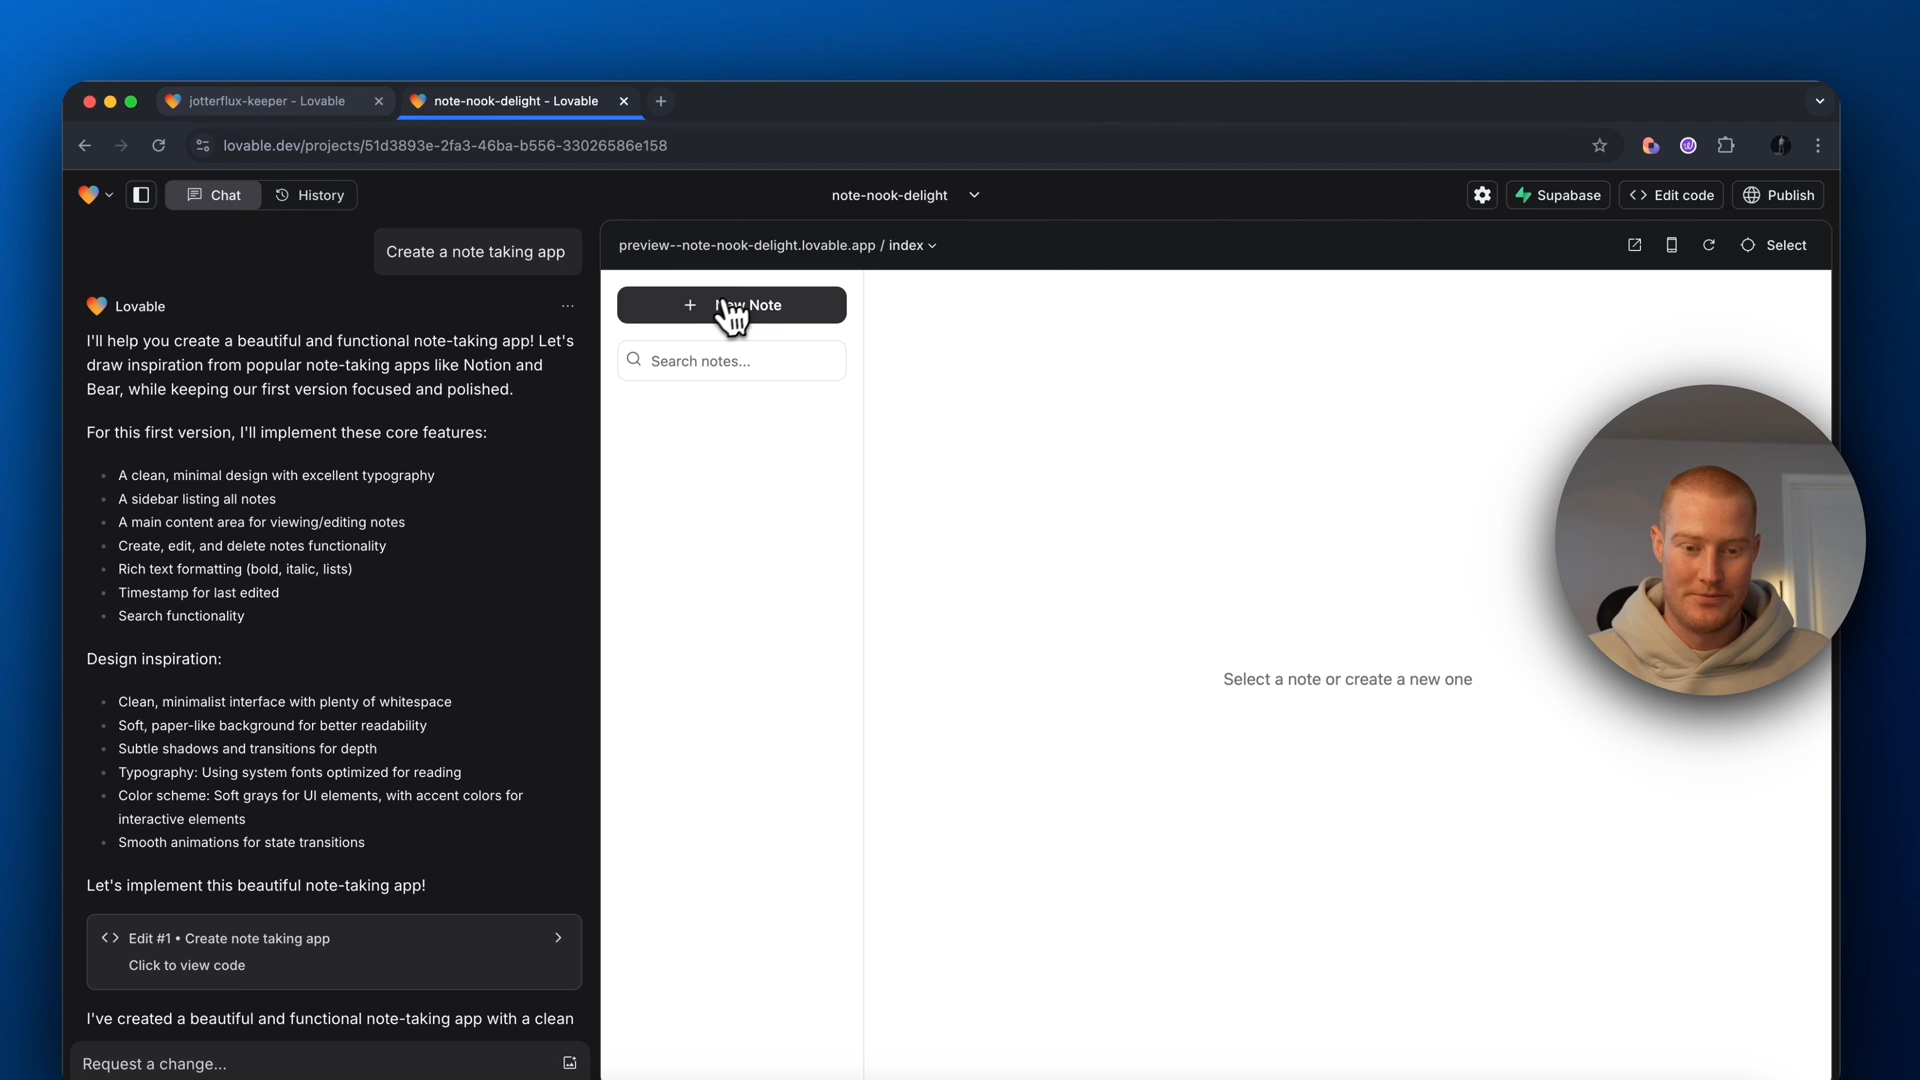 jotterflux-keeper - Lovable
note-nook-delight - Lovable
lovable.dev/projects/51d3893e-2fa3-46ba-b556-33026586e158
Chat
History
note-nook-delight
Supabase
Edit code
Publish
preview--note-nook-delight.lovable.app / index
Select
Create a note taking app
Lovable
I'll help you create a beautiful and functional note-taking app! Let's
draw inspiration from popular note-taking apps like Notion and
Bear, while keeping our first version focused and polished.
For this first version, I'll implement these core features:
• A clean, minimal design with excellent typography
• A sidebar listing all notes
• A main content area for viewing/editing notes
• Create, edit, and delete notes functionality
• Rich text formatting (bold, italic, lists)
• Timestamp for last edited
• Search functionality
Design inspiration:
• Clean, minimalist interface with plenty of whitespace
• Soft, paper-like background for better readability
• Subtle shadows and transitions for depth
• Typography: Using system fonts optimized for reading
• Color scheme: Soft grays for UI elements, with accent colors for
interactive elements
• Smooth animations for state transitions
Let's implement this beautiful note-taking app!
Edit #1 • Create note taking app
Click to view code
I've created a beautiful and functional note-taking app with a clean
Request a change...
New Note
Search notes...
Select a note or create a new one